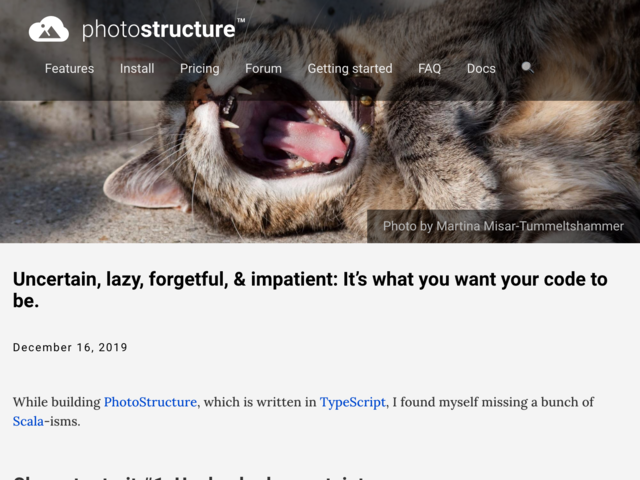 photostructure™
Features Install Pricing Forum Getting started FAQ Docs
Photo by Martina Misar-Tummeltshammer
Uncertain, lazy, forgetful, & impatient: It’s what you want your code to
be.
December 16, 2019
While building PhotoStructure, which is written in TypeScript, I found myself missing a bunch of
Scala-isms.